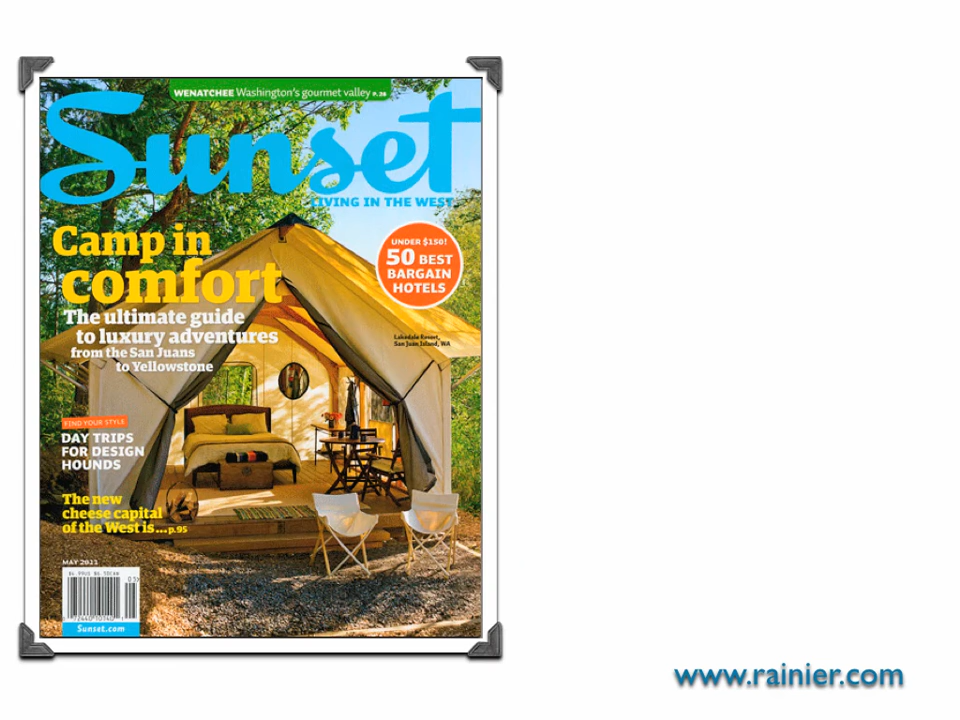 WENATCHEE Washington's gourmet valley P.38
Sunset
LIVING IN THE WEST
Camp in
comfort
The ultimate guide
to luxury adventures
from the San Juans
to Yellowstone
UNDER $150!
50 BEST
BARGAIN
HOTELS
Lakedale Resort,
San Juan Island, WA
FIND YOUR STYLE
DAY TRIPS
FOR DESIGN
HOUNDS
The new
cheese capital
of the West is...p.95
MAY 2011
Sunset.com
www.rainier.com